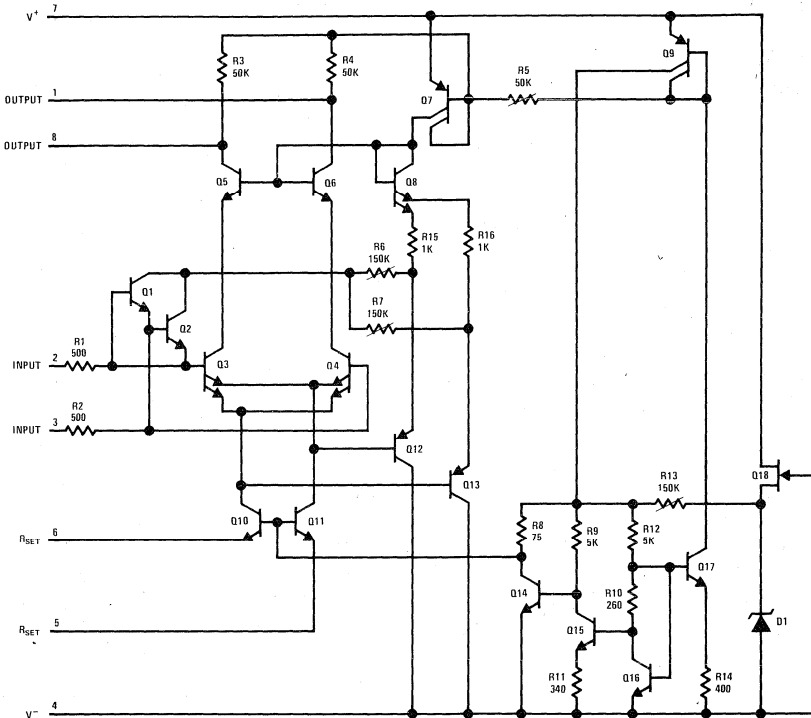 V+ 7
R3
50K
R4
50K
Q7
R5
50K
Q9
OUTPUT 1
OUTPUT 8
Q5
Q6
Q8
R15
1K
R16
1K
R6
150K
R7
150K
Q1
Q2
R1
500
INPUT 2
Q3
Q4
R2
500
INPUT 3
Q12
Q13
R13
150K
Q18
Q10
Q11
R8
75
R9
5K
R12
5K
RSET 6
Q14
R10
260
Q17
Q15
D1
RSET 5
R11
340
Q16
R14
400
V- 4